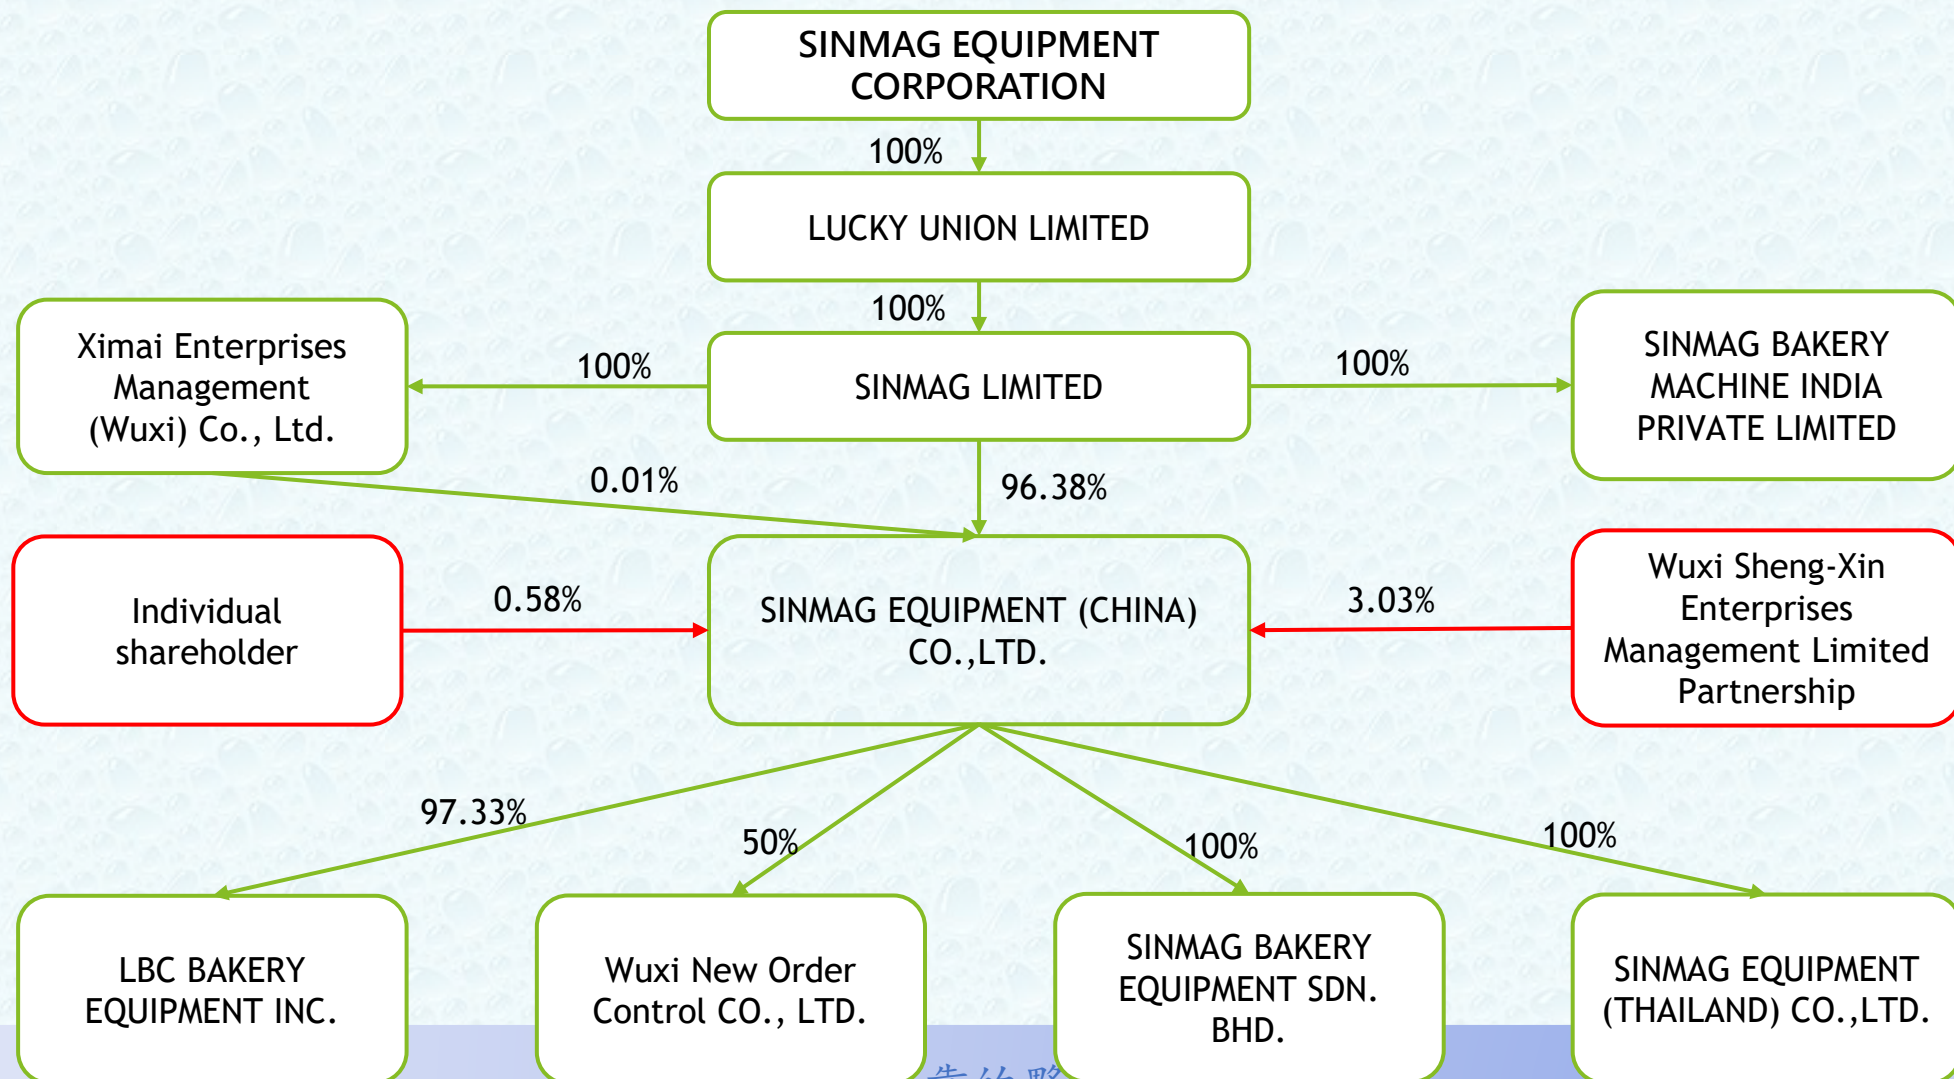 SINMAG EQUIPMENT
CORPORATION
100%
LUCKY UNION LIMITED
100%
Ximai Enterprises
Management
(Wuxi) Co., Ltd.
100%
SINMAG LIMITED
100%
SINMAG BAKERY
MACHINE INDIA
PRIVATE LIMITED
0.01%
96.38%
Individual
shareholder
0.58%
SINMAG EQUIPMENT (CHINA)
CO.,LTD.
3.03%
Wuxi Sheng-Xin
Enterprises
Management Limited
Partnership
97.33%
50%
100%
100%
LBC BAKERY
EQUIPMENT INC.
Wuxi New Order
Control CO., LTD.
SINMAG BAKERY
EQUIPMENT SDN.
BHD.
SINMAG EQUIPMENT
(THAILAND) CO.,LTD.